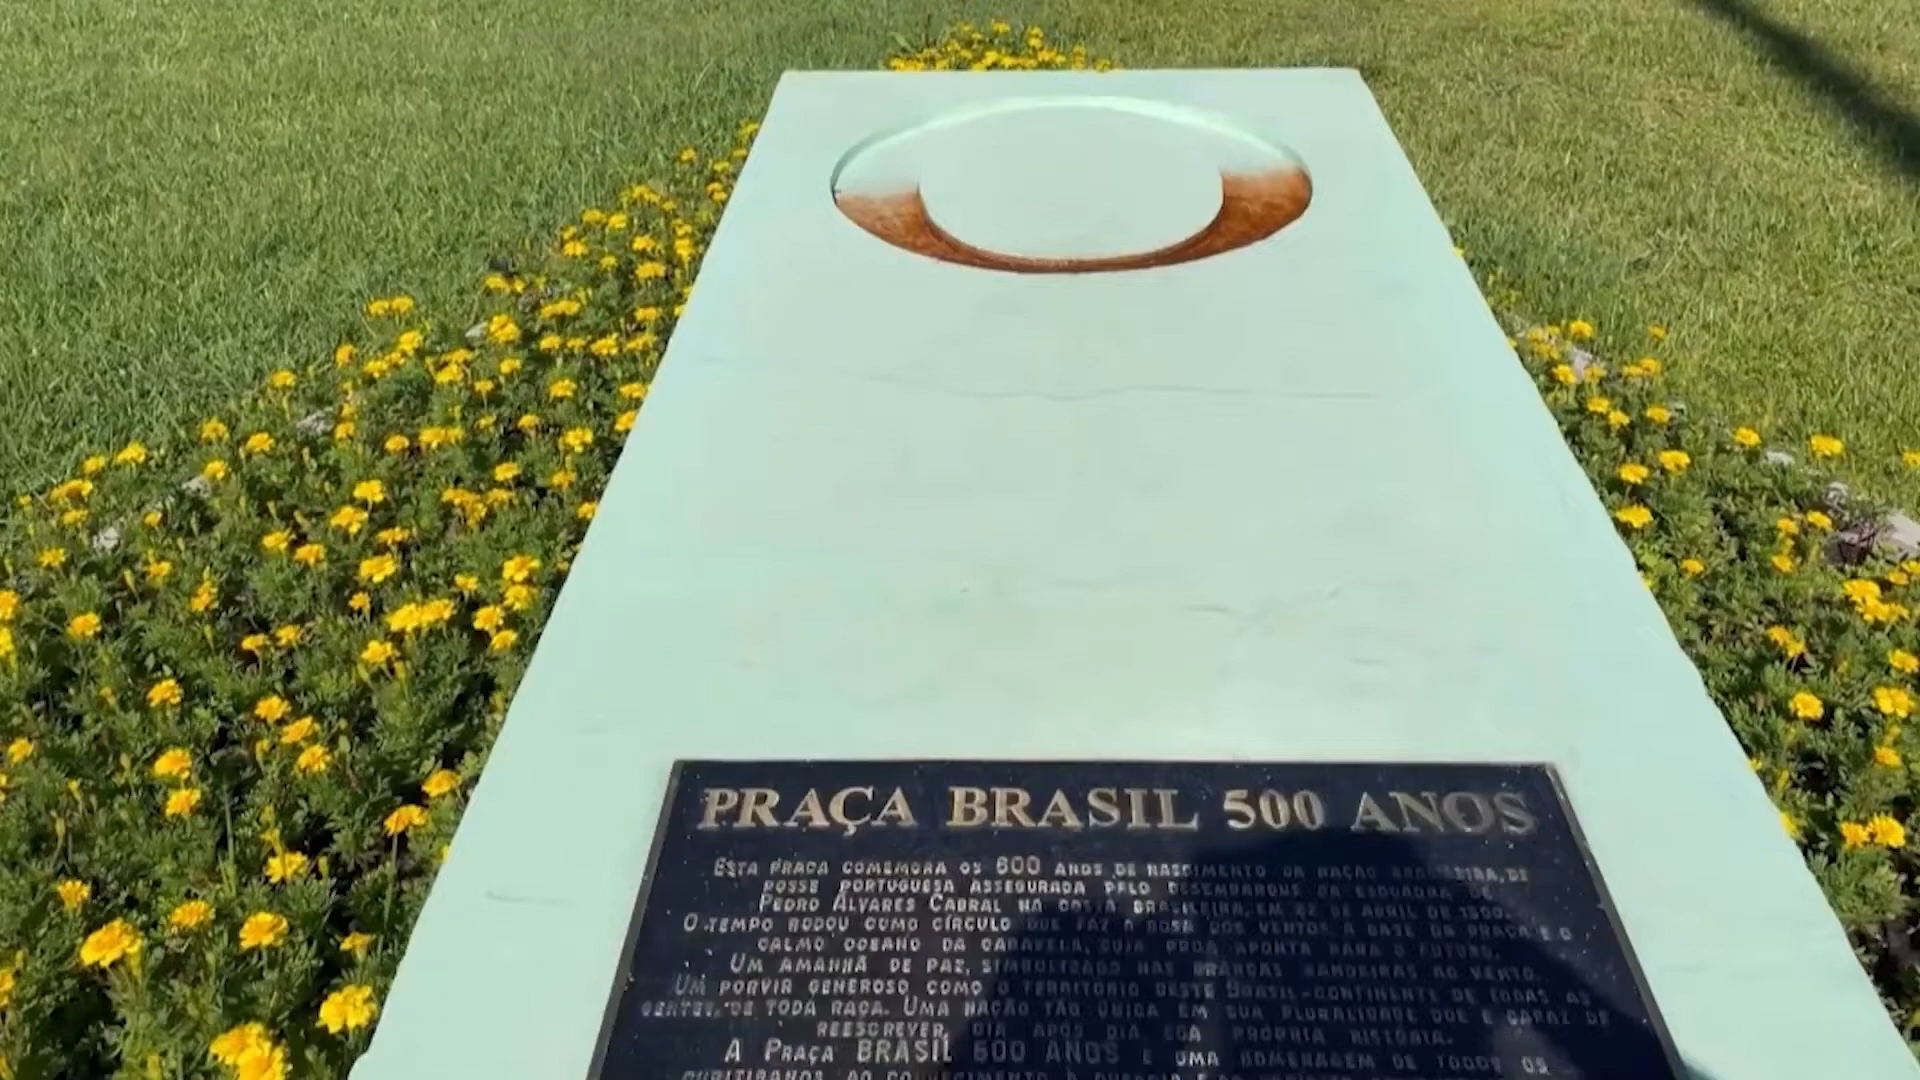 PRAÇA BRASIL 500 ANOS
ESTA PRAÇA COMEMORA OS 500 ANOS DE NASCIMENTO DA NAÇÃO BRASILEIRA, DE
POSSE PORTUGUESA ASSEGURADA PELO DESEMBARQUE DA ESQUADRA DE
PEDRO ÁLVARES CABRAL NA COSTA BRASILEIRA, EM 22 DE ABRIL DE 1500.
O TEMPO RODOU COMO CÍRCULO QUE FAZ A ROSA DOS VENTOS A BASE DA PRAÇA E O
CALMO OCEANO DA CARAVELA, CUJA PROA APONTA PARA O FUTURO.
UM AMANHÃ DE PAZ, SIMBOLIZADO NAS BRANCAS BANDEIRAS AO VENTO.
UM PORVIR GENEROSO COMO O TERRITÓRIO DESTE BRASIL-CONTINENTE DE TODAS AS
GENTES, DE TODA RAÇA. UMA NAÇÃO TÃO ÚNICA EM SUA PLURALIDADE QUE É CAPAZ DE
REESCREVER, DIA APÓS DIA SUA PRÓPRIA HISTÓRIA.
A PRAÇA BRASIL 500 ANOS É UMA HOMENAGEM DE TODOS OS
CURITIBANOS AO